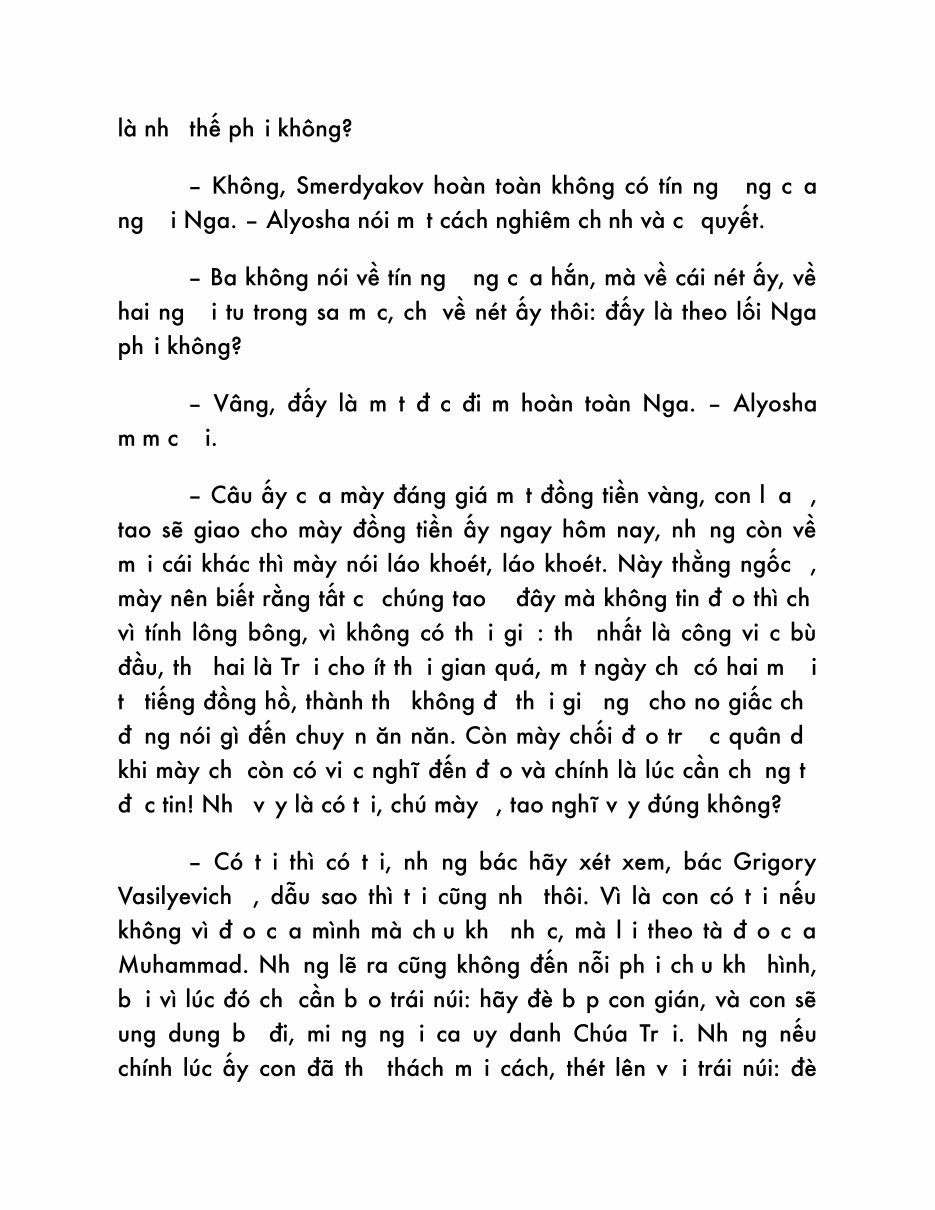 là nh thế ph i không?
– Không, Smerdyakov hoàn toàn không có tín ng ng c a
ng i Nga. – Alyosha nói m t cách nghiêm ch nh và c quyết.
– Ba không nói về tín ng ng c a hắn, mà về cái nét ấy, về
hai ng i tu trong sa m c, ch về nét ấy thôi: đấy là theo lối Nga
ph i không?
– Vâng, đấy là m t đ c đi m hoàn toàn Nga. – Alyosha
m m c i.
– Câu ấy c a mày đáng giá m t đồng tiền vàng, con l a ,
tao sẽ giao cho mày đồng tiền ấy ngay hôm nay, nh ng còn về
m i cái khác thì mày nói láo khoét, láo khoét. Này thằng ngốc ,
mày nên biết rằng tất c chúng tao đây mà không tin đ o thì ch
vì tính lông bông, vì không có th i gi : th nhất là công vi c bù
đầu, th hai là Tr i cho ít th i gian quá, m t ngày ch có hai m i
t tiếng đồng hồ, thành th không đ th i gi ng cho no giấc ch
đ ng nói gì đến chuy n ăn năn. Còn mày chối đ o tr c quân d
khi mày ch còn có vi c nghĩ đến đ o và chính là lúc cần ch ng t
đ c tin! Nh v y là có t i, chú mày , tao nghĩ v y đúng không?
– Có t i thì có t i, nh ng bác hãy xét xem, bác Grigory
Vasilyevich , dẫu sao thì t i cũng nh thôi. Vì là con có t i nếu
không vì đ o c a mình mà ch u kh nh c, mà l i theo tà đ o c a
Muhammad. Nh ng lẽ ra cũng không đến nỗi ph i ch u kh hình,
b i vì lúc đó ch cần b o trái núi: hãy đè b p con gián, và con sẽ
ung dung b đi, mi ng ng i ca uy danh Chúa Tr i. Nh ng nếu
chính lúc ấy con đã th thách m i cách, thét lên v i trái núi: đè